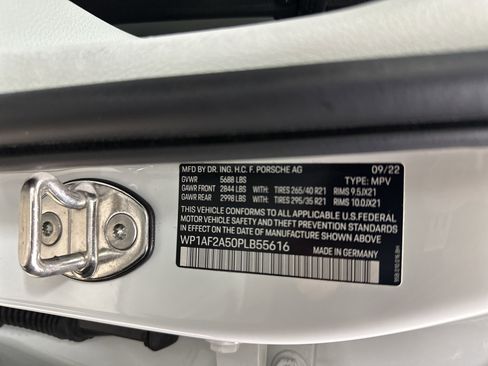 MFD BY DR. ING. H.C. F. PORSCHE AG 09/22
GVWR 5688 LBS TYPE: MPV
GAWR FRONT 2844 LBS WITH: TIRES 265/40 R21 RIMS 9.5JX21
GAWR REAR 2998 LBS WITH: TIRES 295/35 R21 RIMS 10.0JX21
THIS VEHICLE CONFORMS TO ALL APPLICABLE U.S.FEDERAL
MOTOR VEHICLE SAFETY, BUMPER, AND THEFT PREVENTION
STANDARDS IN EFFECT ON THE DATE OF MANUFACTURE
SHOWN ABOVE.
WP1AF2A50PLB55616 MADE IN GERMANY